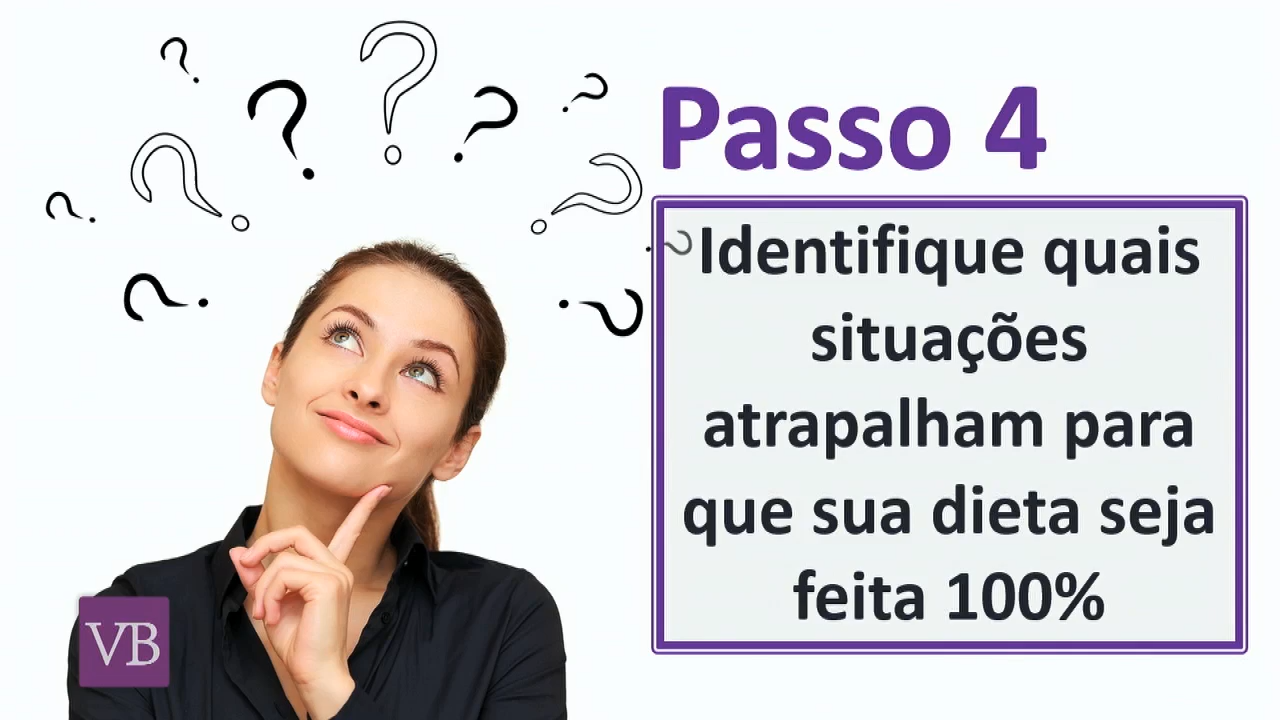 Passo 4
Identifique quais
situações
atrapalham para
que sua dieta seja
feita 100%
VB